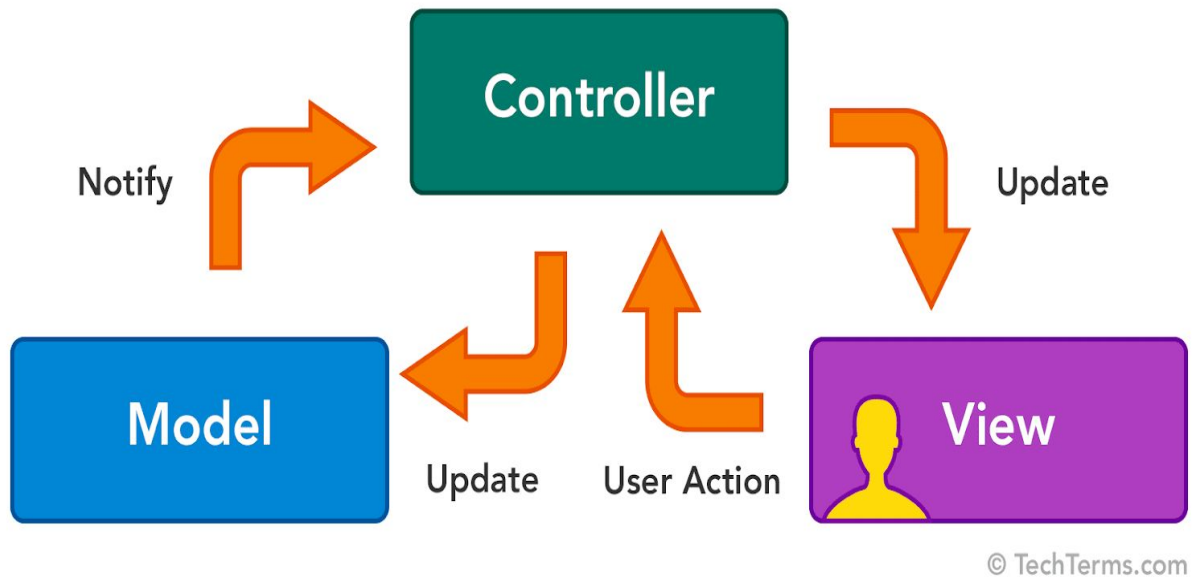 Controller
Notify
Update
Model
View
Update
User Action
© TechTerms.com